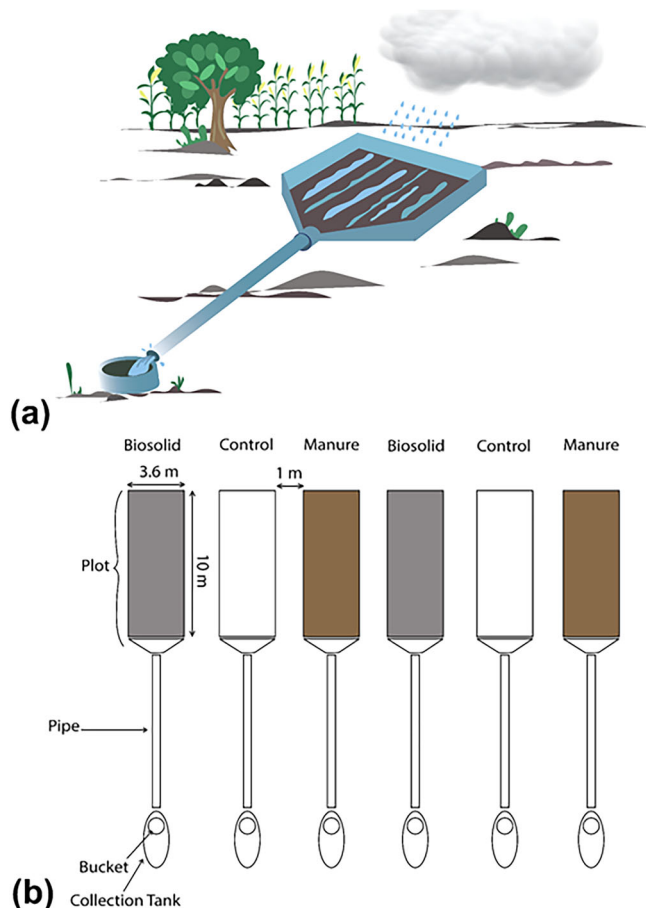 (a)
Biosolid Control Manure Biosolid Control Manure
3.6 m
1 m
10 m
Plot
Pipe
Bucket
Collection Tank
(b)